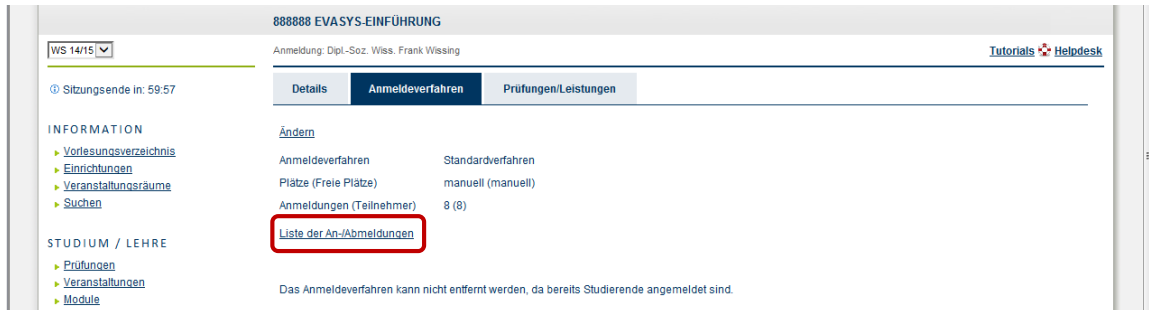 888888 EVASYS-EINFÜHRUNG
WS 14/15
Anmeldung: Dipl.-Soz. Wiss. Frank Wissing
Tutorials Helpdesk
Sitzungsende in: 59:57
Details Anmeldeverfahren Prüfungen/Leistungen
INFORMATION
Vorlesungsverzeichnis
Einrichtungen
Veranstaltungsräume
Suchen
STUDIUM / LEHRE
Prüfungen
Veranstaltungen
Module
Ändern
Anmeldeverfahren Standardverfahren
Plätze (Freie Plätze) manuell (manuell)
Anmeldungen (Teilnehmer) 8 (8)
Liste der An-/Abmeldungen
Das Anmeldeverfahren kann nicht entfernt werden, da bereits Studierende angemeldet sind.